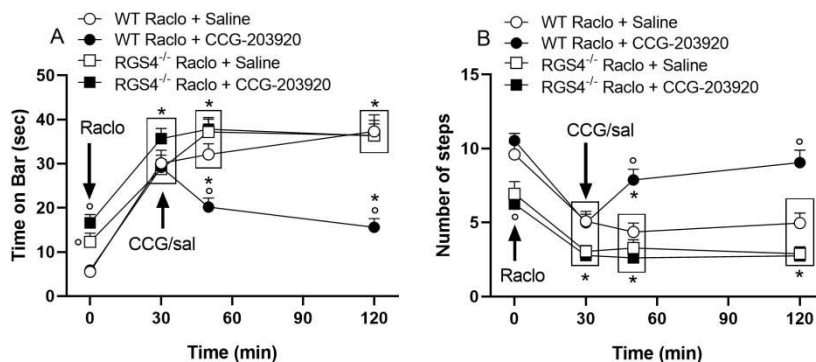 A
WT Raclo + Saline
WT Raclo + CCG-203920
RGS4-/- Raclo + Saline
RGS4-/- Raclo + CCG-203920
Time on Bar (sec)
50
40
30
20
10
0
Raclo
CCG/sal
*
*
*
°
°
*
°
*
°
0 30 60 90 120
Time (min)
B
WT Raclo + Saline
WT Raclo + CCG-203920
RGS4-/- Raclo + Saline
RGS4-/- Raclo + CCG-203920
Number of steps
15
10
5
0
CCG/sal
Raclo
°
*
°
°
*
*
*
0 30 60 90 120
Time (min)